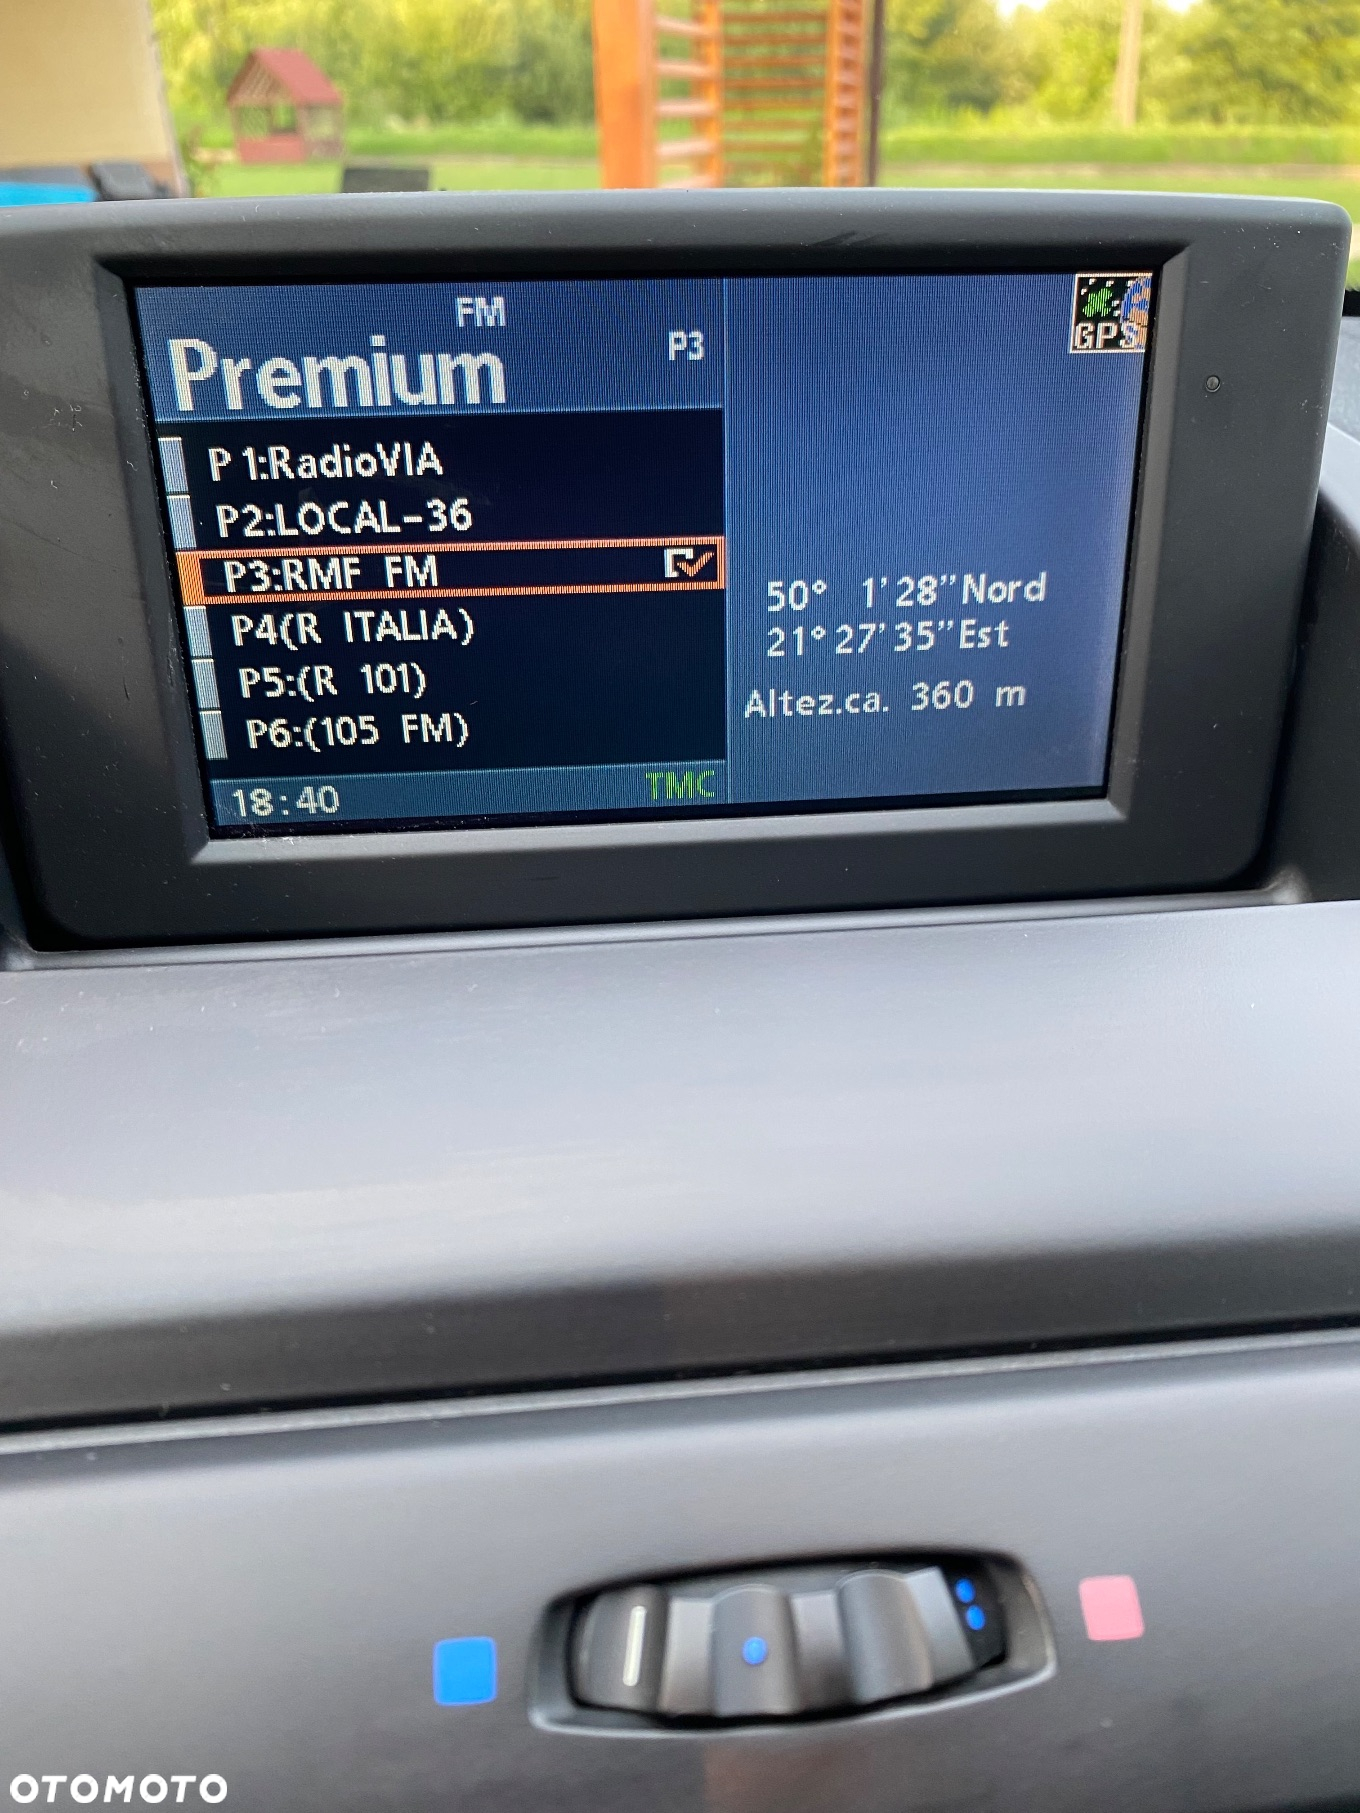 FM
Premium P3
P1:RadioVIA
P2:LOCAL-36
P3:RMF FM
P4(R ITALIA)
P5:(R 101)
P6:(105 FM)
18:40 TMC
GPS
50° 1'28"Nord
21°27'35"Est
Altez.ca. 360 m
OTOMOTO